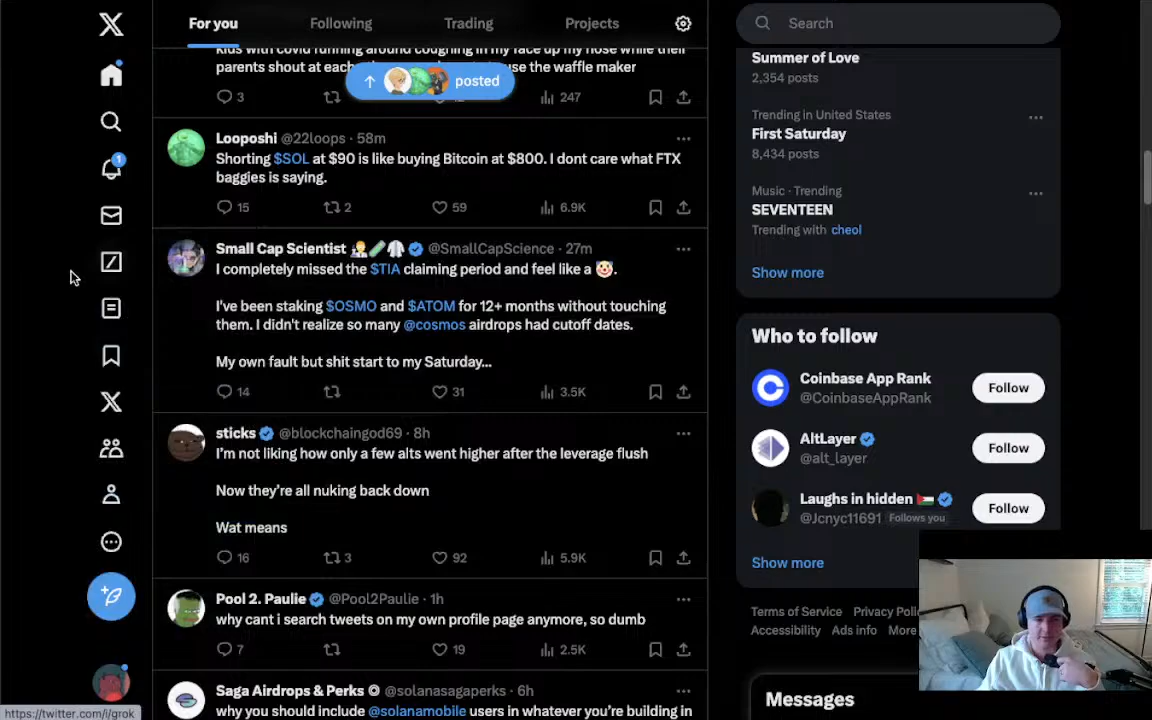 For you
Following
Trading
Projects
Search
kids with covid running around coughing in my face up my nose while their
parents shout at each
use the waffle maker
posted
3
247
Looposhi @22loops · 58m
Shorting $SOL at $90 is like buying Bitcoin at $800. I dont care what FTX
baggies is saying.
15
2
59
6.9K
Small Cap Scientist @SmallCapScience · 27m
I completely missed the $TIA claiming period and feel like a 🤡.
I've been staking $OSMO and $ATOM for 12+ months without touching
them. I didn't realize so many @cosmos airdrops had cutoff dates.
My own fault but shit start to my Saturday...
14
31
3.5K
sticks @blockchaingod69 · 8h
I'm not liking how only a few alts went higher after the leverage flush
Now they're all nuking back down
Wat means
16
3
92
5.9K
Pool 2. Paulie @Pool2Paulie · 1h
why cant i search tweets on my own profile page anymore, so dumb
7
19
2.5K
Saga Airdrops & Perks @solanasagaperks · 6h
why you should include @solanamobile users in whatever you're building in
1
https://twitter.com/i/grok
Summer of Love
2,354 posts
Trending in United States
First Saturday
8,434 posts
Music · Trending
SEVENTEEN
Trending with cheol
Show more
Who to follow
Coinbase App Rank
@CoinbaseAppRank
Follow
AltLayer
@alt_layer
Follow
Laughs in hidden
@Jcnyc11691 Follows you
Follow
Show more
Terms of Service Privacy
Accessibility Ads info More
Messages